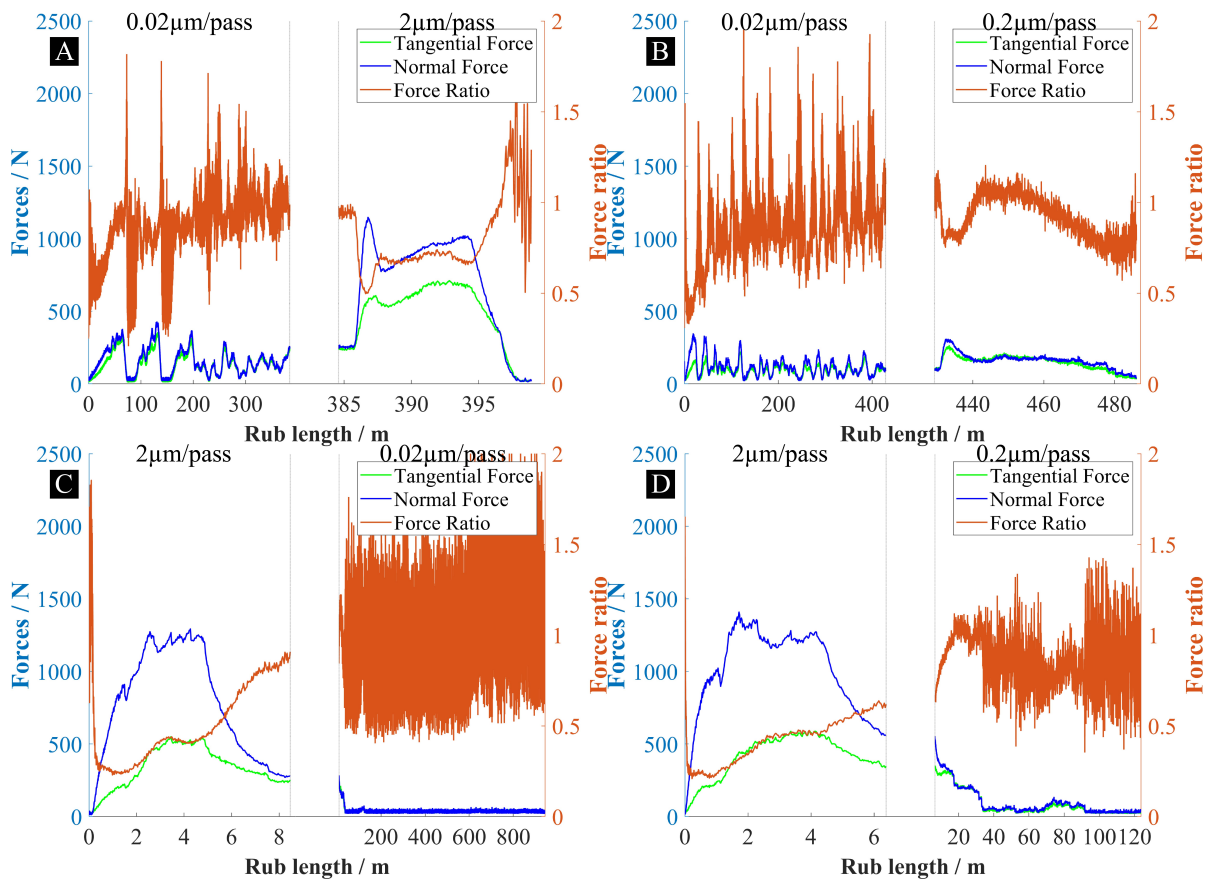 0.02µm/pass 2µm/pass
A
Tangential Force
Normal Force
Force Ratio
2500
2000
1500
1000
500
0
Forces / N
2
1.5
1
0.5
0
Force ratio
0 100 200 300 385 390 395
Rub length / m
0.02µm/pass 0.2µm/pass
B
Tangential Force
Normal Force
Force Ratio
2500
2000
1500
1000
500
0
Forces / N
2
1.5
1
0.5
0
Force ratio
0 200 400 440 460 480
Rub length / m
2µm/pass 0.02µm/pass
C
Tangential Force
Normal Force
Force Ratio
2500
2000
1500
1000
500
0
Forces / N
2
1.5
1
0.5
0
Force ratio
0 2 4 6 8 200 400 600 800
Rub length / m
2µm/pass 0.2µm/pass
D
Tangential Force
Normal Force
Force Ratio
2500
2000
1500
1000
500
0
Forces / N
2
1.5
1
0.5
0
Force ratio
0 2 4 6 20 40 60 80 100 120
Rub length / m